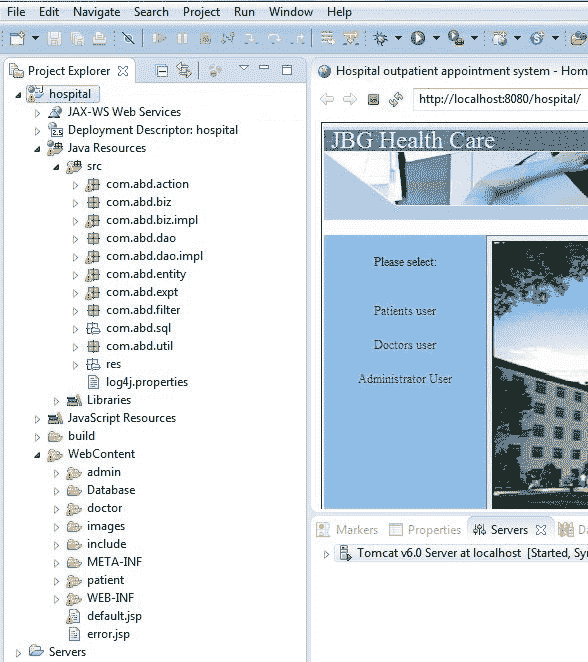 File Edit Navigate Search Project Run Window Help
Project Explorer
hospital
JAX-WS Web Services
Deployment Descriptor: hospital
Java Resources
src
com.abd.action
com.abd.biz
com.abd.biz.impl
com.abd.dao
com.abd.dao.impl
com.abd.entity
com.abd.expt
com.abd.filter
com.abd.sql
com.abd.util
res
log4j.properties
Libraries
JavaScript Resources
build
WebContent
admin
Database
doctor
images
include
META-INF
patient
WEB-INF
default.jsp
error.jsp
Servers
Hospital outpatient appointment system - Hom
http://localhost:8080/hospital/
JBG Health Care
Please select:
Patients user
Doctors user
Administrator User
Markers Properties Servers Da
Tomcat v6.0 Server at localhost [Started, Syn